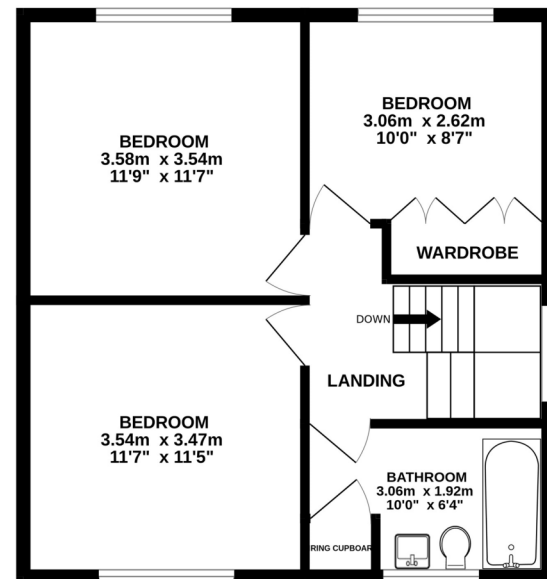 BEDROOM
3.58m x 3.54m
11'9" x 11'7"
BEDROOM
3.06m x 2.62m
10'0" x 8'7"
WARDROBE
DOWN
LANDING
BEDROOM
3.54m x 3.47m
11'7" x 11'5"
BATHROOM
3.06m x 1.92m
10'0" x 6'4"
RING CUPBOAR